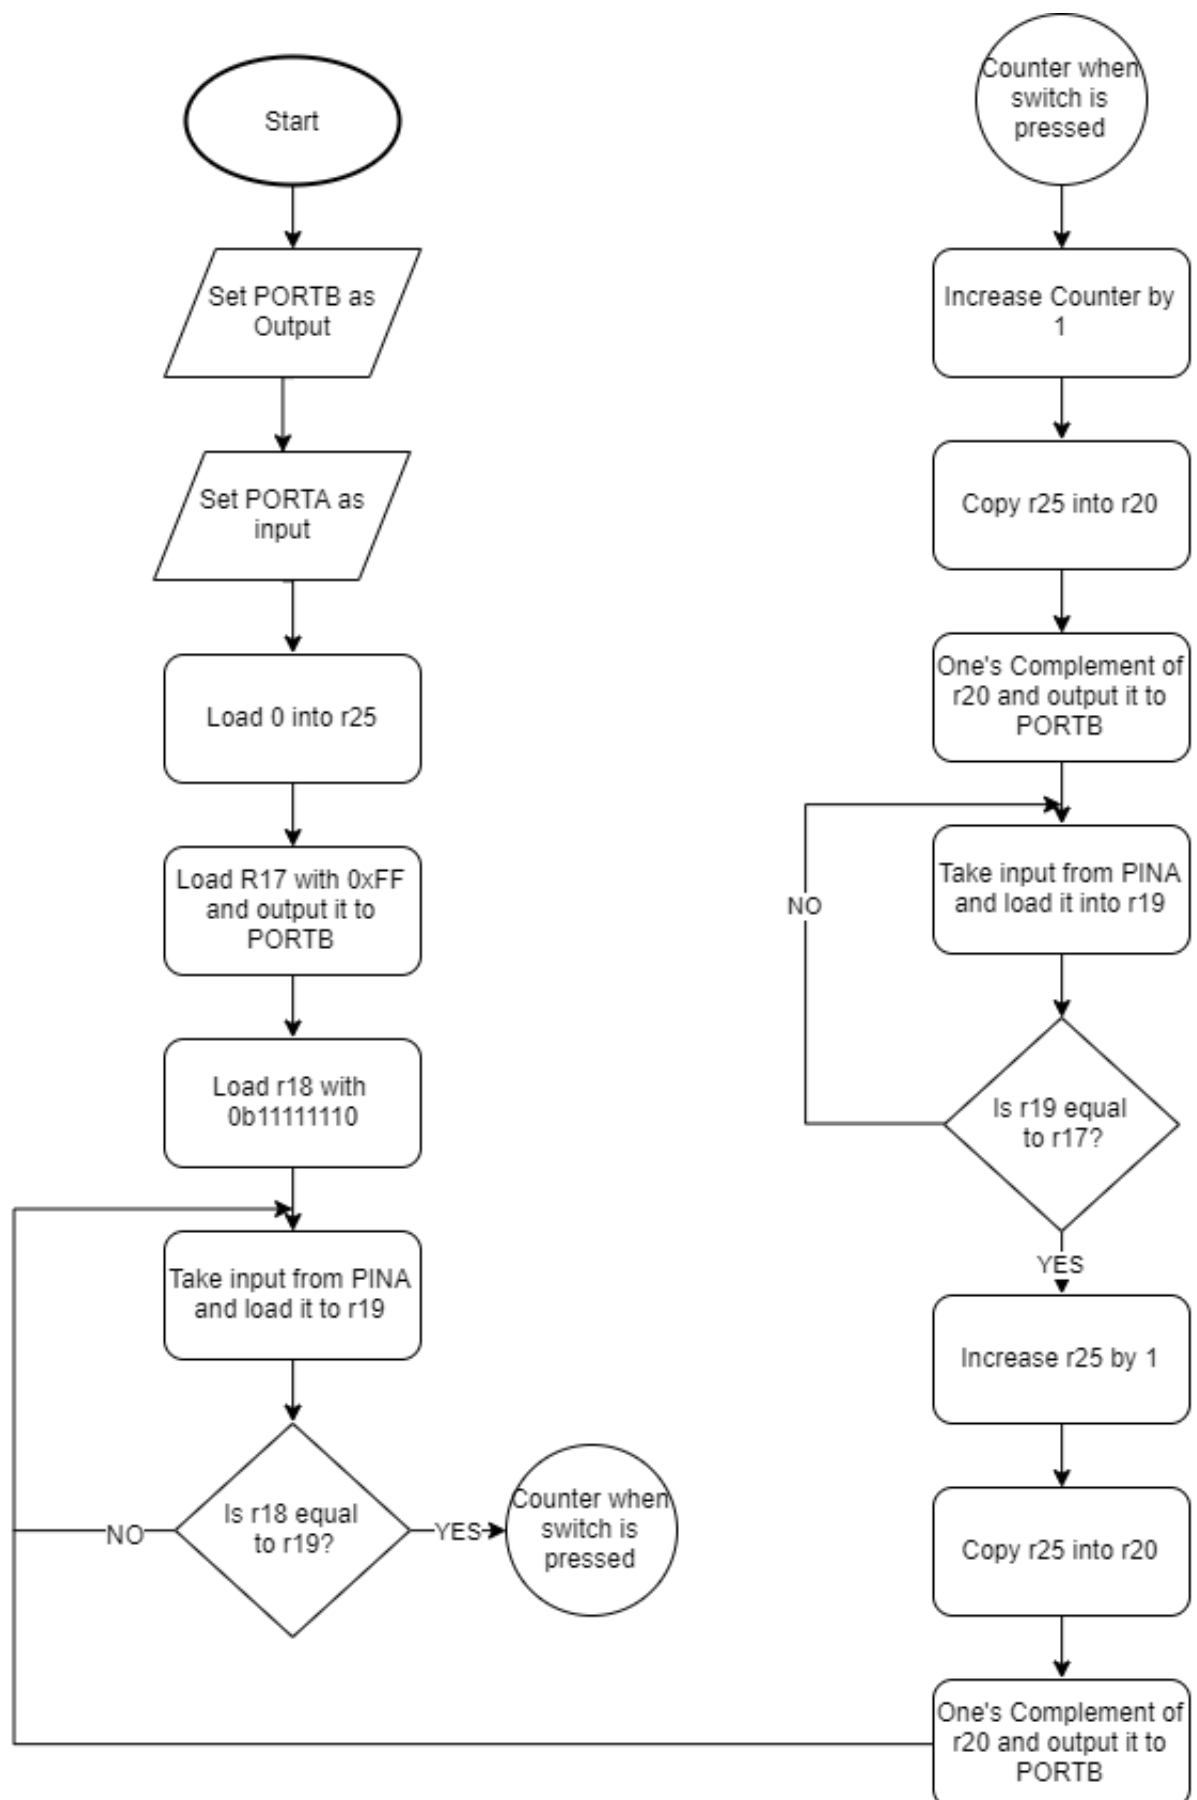 Start
Set PORTB as
Output
Set PORTA as
input
Load 0 into r25
Load R17 with 0xFF
and output it to
PORTB
Load r18 with
0b11111110
Take input from PINA
and load it to r19
Is r18 equal
to r19?
NO
YES
Counter when
switch is
pressed
Counter when
switch is
pressed
Increase Counter by
1
Copy r25 into r20
One's Complement of
r20 and output it to
PORTB
Take input from PINA
and load it into r19
NO
Is r19 equal
to r17?
YES
Increase r25 by 1
Copy r25 into r20
One's Complement of
r20 and output it to
PORTB